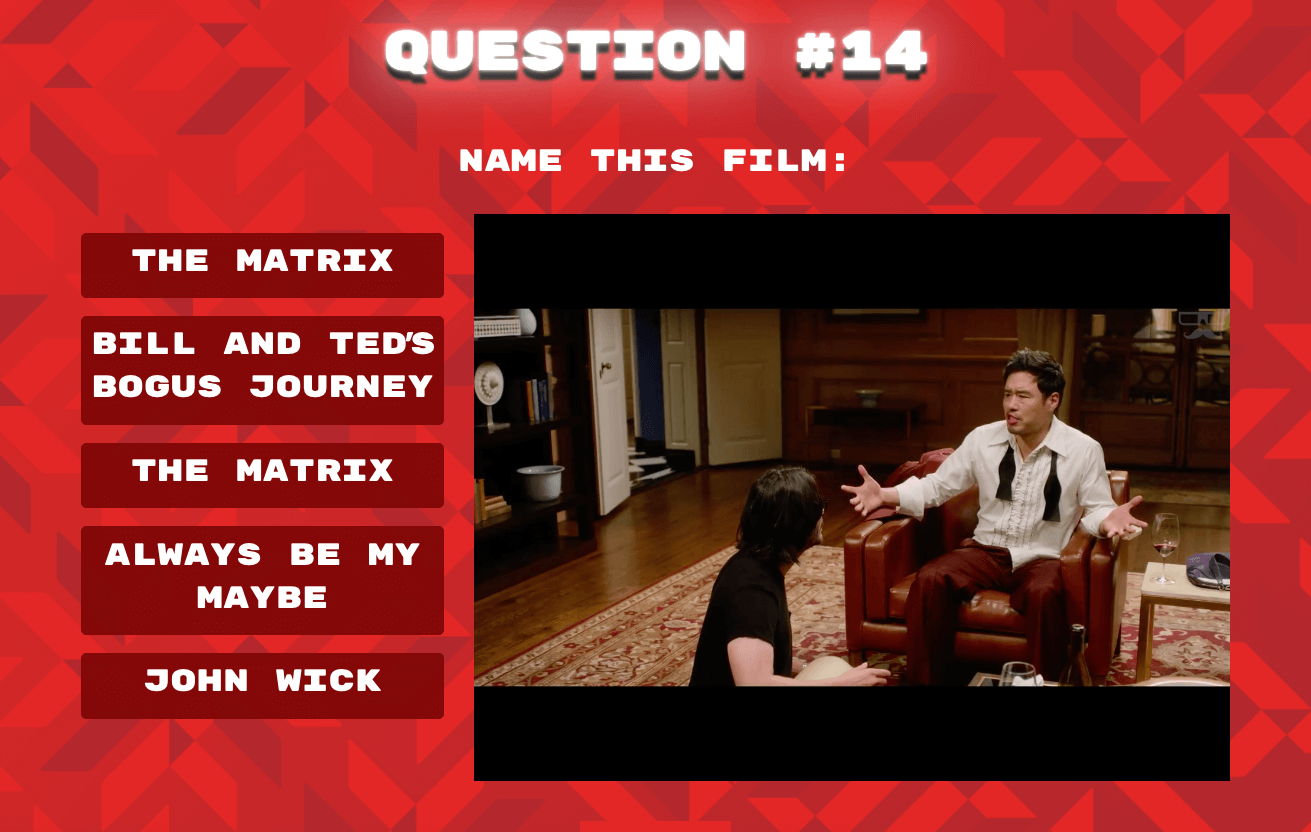 QUESTION #14
NAME THIS FILM:
THE MATRIX
BILL AND TED'S
BOGUS JOURNEY
THE MATRIX
ALWAYS BE MY
MAYBE
JOHN WICK